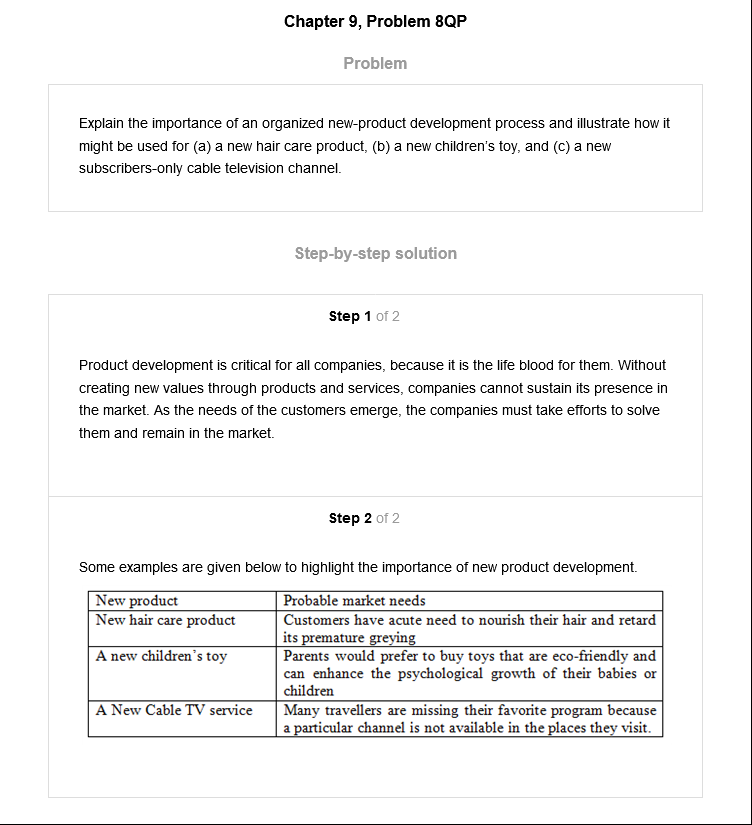 Chapter 9, Problem 8QP
Problem
Explain the importance of an organized new-product development process and illustrate how it
might be used for (a) a new hair care product, (b) a new children's toy, and (c) a new
subscribers-only cable television channel.
Step-by-step solution
Step 1 of 2
Product development is critical for all companies, because it is the life blood for them. Without
creating new values through products and services, companies cannot sustain its presence in
the market. As the needs of the customers emerge, the companies must take efforts to solve
them and remain in the market.
Step 2 of 2
Some examples are given below to highlight the importance of new product development.
New product
Probable market needs
New hair care product
Customers have acute need to nourish their hair and retard
its premature greying
A new children's toy
Parents would prefer to buy toys that are eco-friendly and
can enhance the psychological growth of their babies or
children
A New Cable TV service
Many travellers are missing their favorite program because
a particular channel is not available in the places they visit.